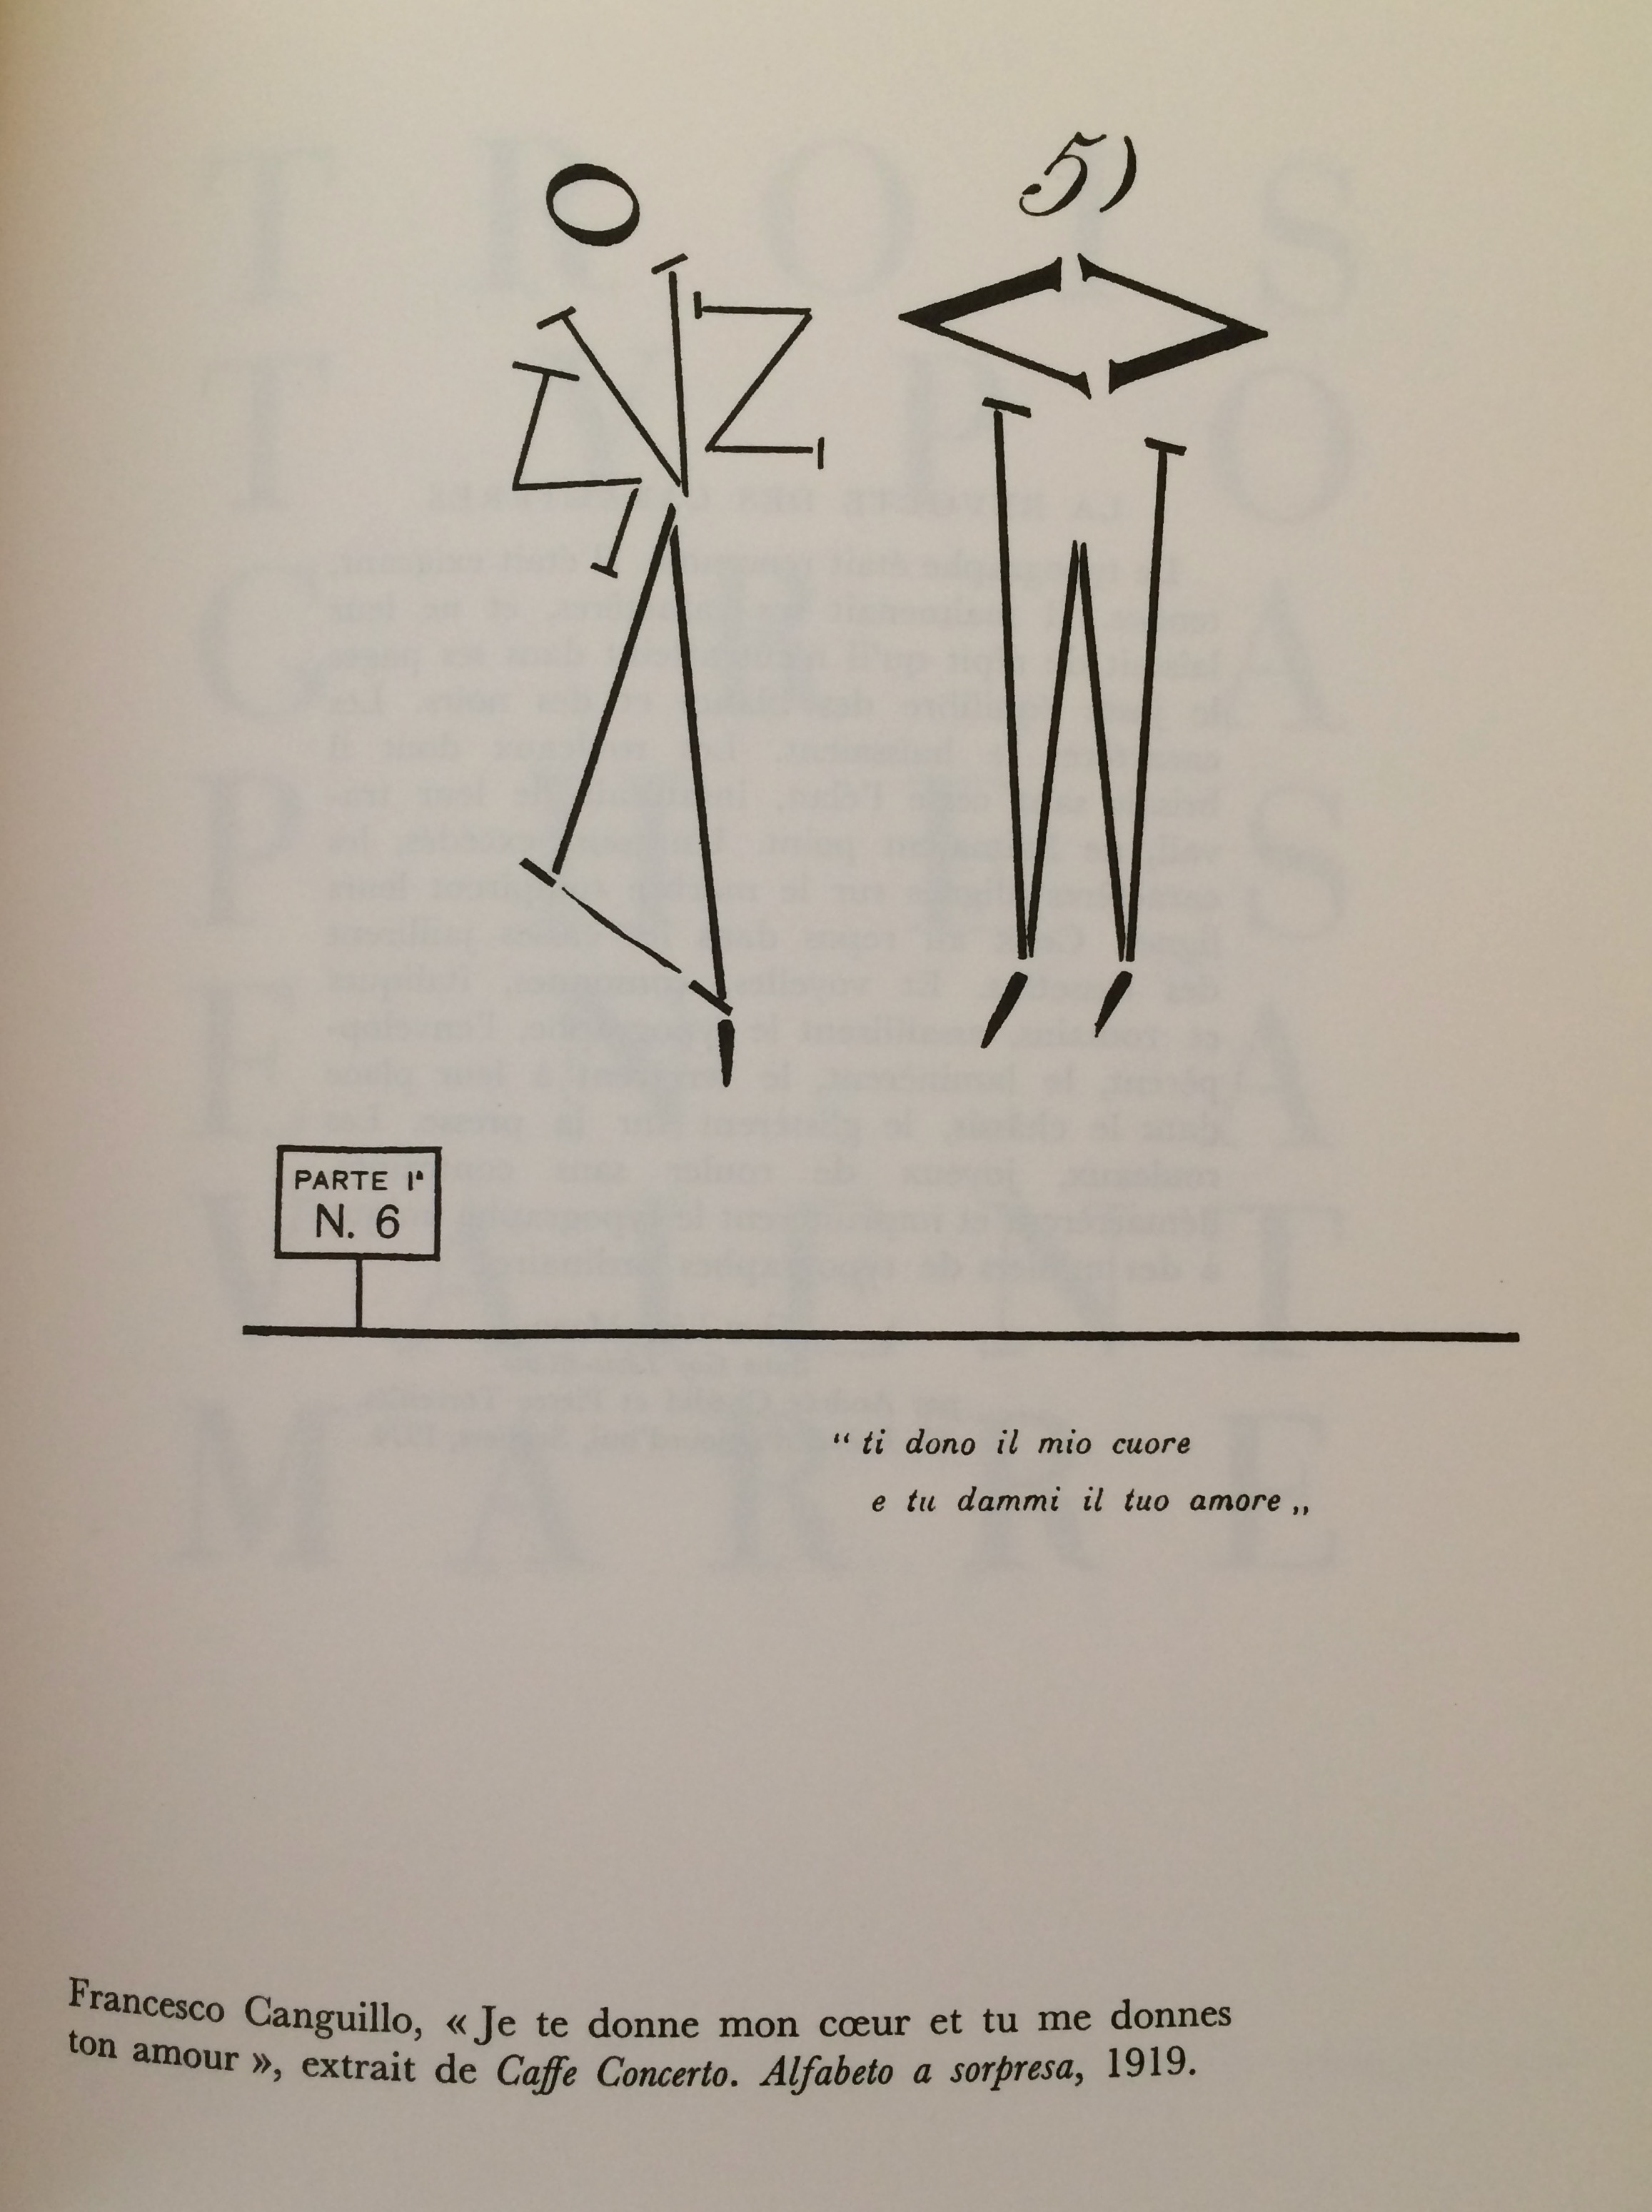 5)
PARTE Iª
N. 6
“ ti dono il mio cuore
e tu dammi il tuo amore „
Francesco Canguillo, « Je te donne mon cœur et tu me donnes
ton amour », extrait de Caffe Concerto. Alfabeto a sorpresa, 1919.